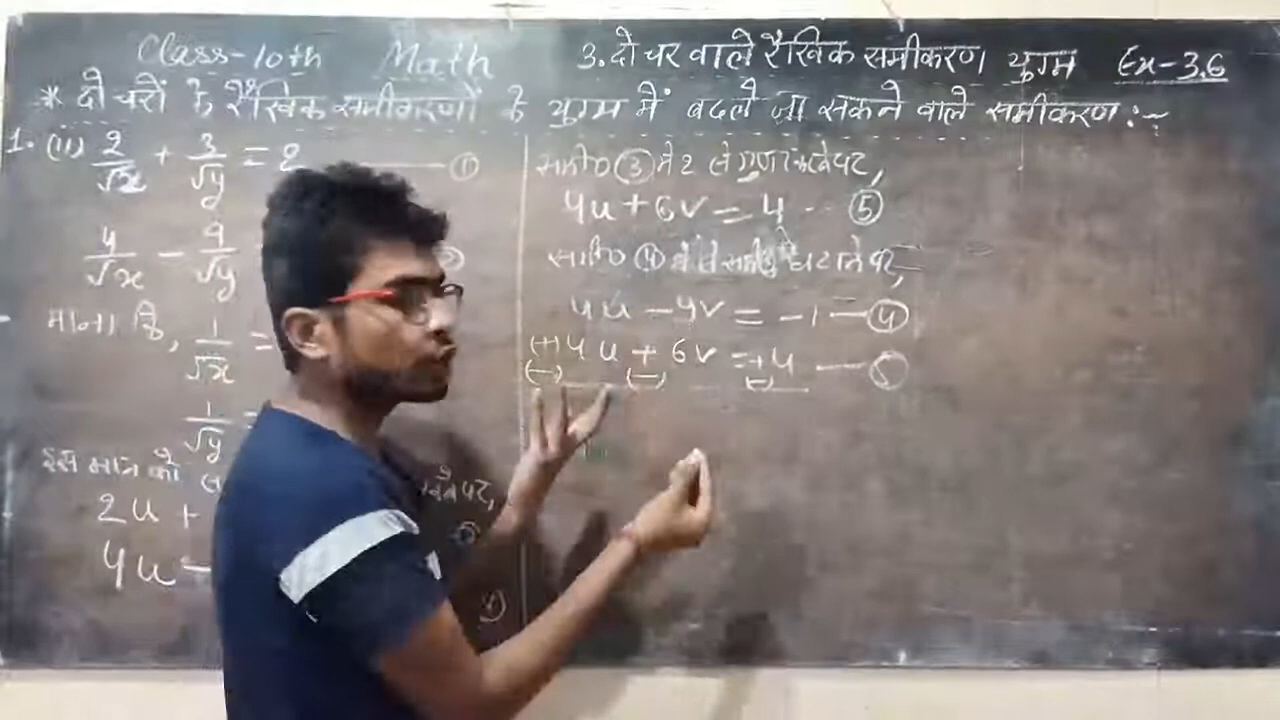 Class-10th Math 3. दो चर वाले रैखिक समीकरण युग्म Ex-3.6
* दो चरों के रैखिक समीकरणों के युग्म में बदले जा सकने वाले समीकरण:~
1. (ii) 2/√x + 3/√y = 2 ——— ①
4/√x - 9/√y =
माना कि, 1/√x =
1/√y =
इस मान को
2u +
4u -
समी० ③ में 2 से गुणा करने पर,
4u + 6v = 4 -- ⑤
समी० ④ में से समी० घटाने पर,
4u - 9v = -1 — ④
(+)4u + 6v = +4 — ⑤
(-) (-) (-)